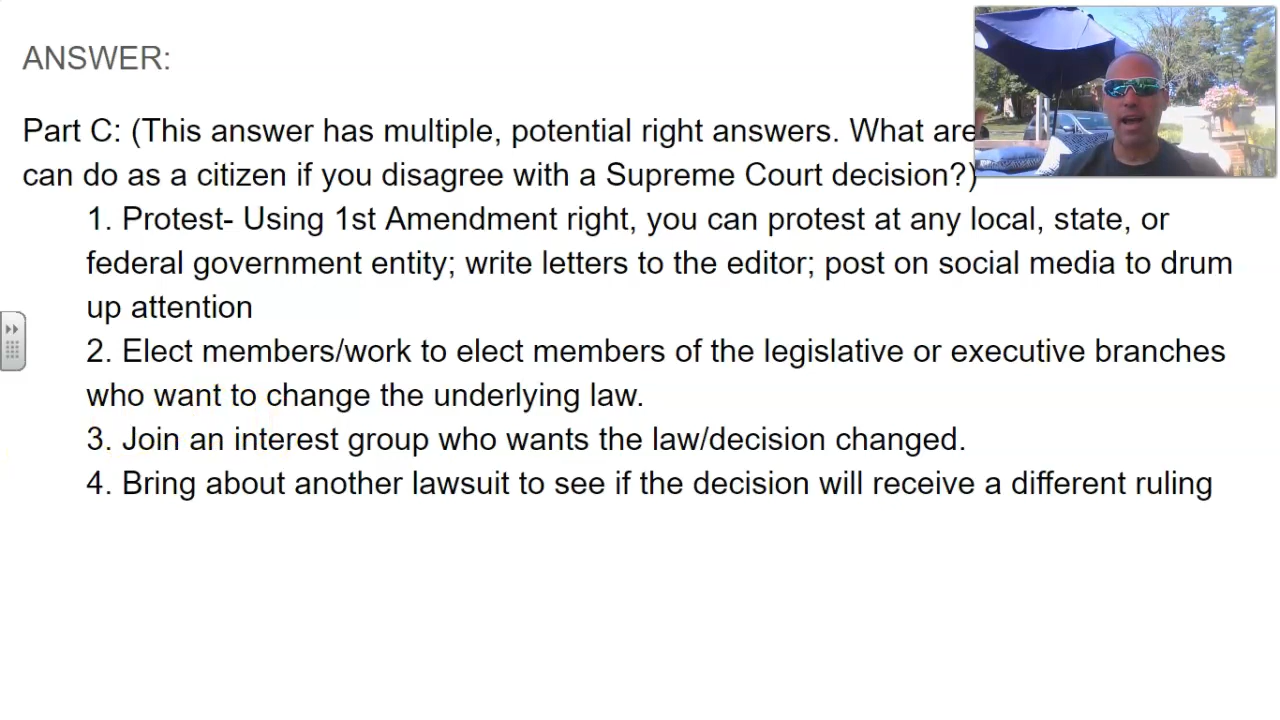 ANSWER:
Part C: (This answer has multiple, potential right answers. What are
can do as a citizen if you disagree with a Supreme Court decision?)
1. Protest- Using 1st Amendment right, you can protest at any local, state, or
federal government entity; write letters to the editor; post on social media to drum
up attention
2. Elect members/work to elect members of the legislative or executive branches
who want to change the underlying law.
3. Join an interest group who wants the law/decision changed.
4. Bring about another lawsuit to see if the decision will receive a different ruling